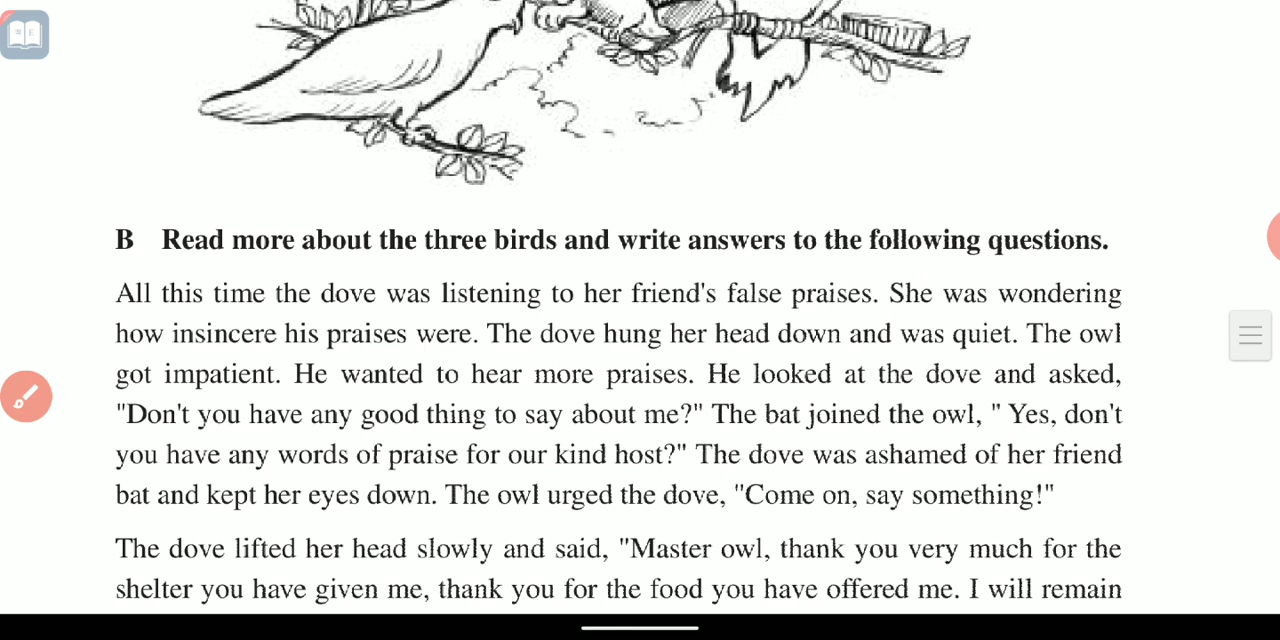 B Read more about the three birds and write answers to the following questions.
All this time the dove was listening to her friend's false praises. She was wondering
how insincere his praises were. The dove hung her head down and was quiet. The owl
got impatient. He wanted to hear more praises. He looked at the dove and asked,
"Don't you have any good thing to say about me?" The bat joined the owl, " Yes, don't
you have any words of praise for our kind host?" The dove was ashamed of her friend
bat and kept her eyes down. The owl urged the dove, "Come on, say something!"
The dove lifted her head slowly and said, "Master owl, thank you very much for the
shelter you have given me, thank you for the food you have offered me. I will remain